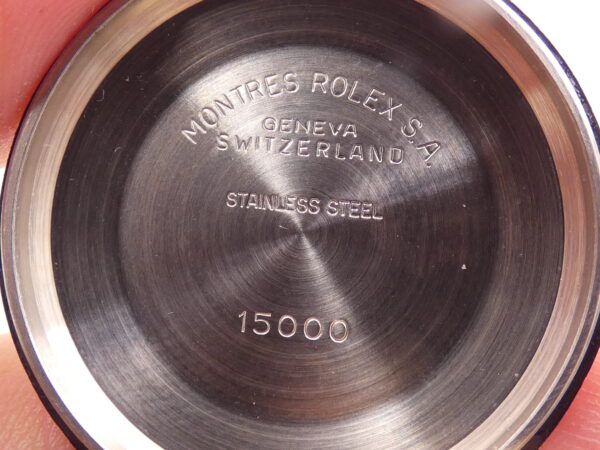 MONTRES ROLEX S.A.
GENEVA
SWITZERLAND
STAINLESS STEEL
15000